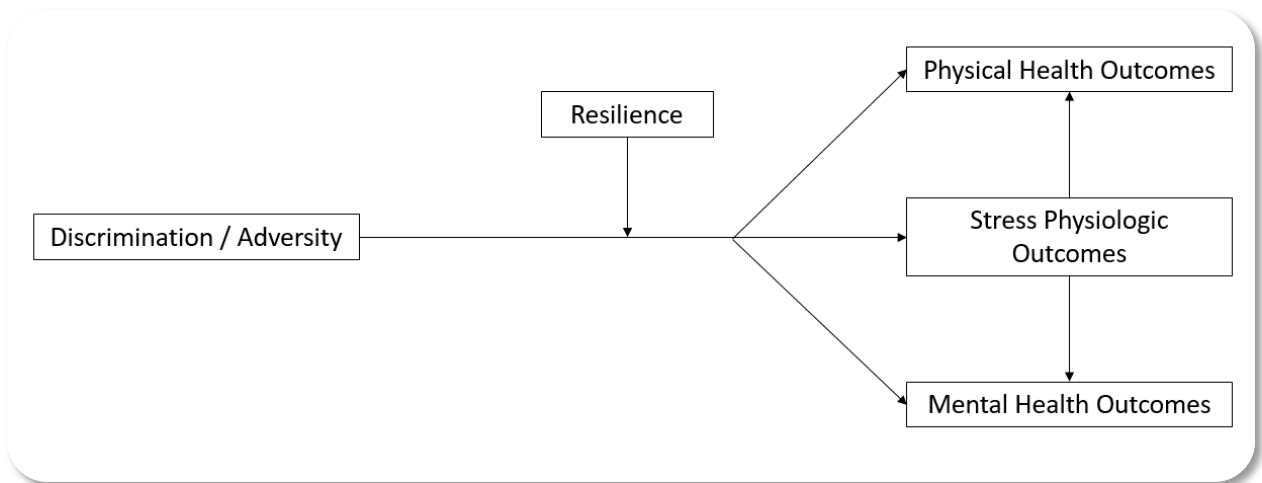 Physical Health Outcomes
Resilience
Discrimination / Adversity
Stress Physiologic
Outcomes
Mental Health Outcomes